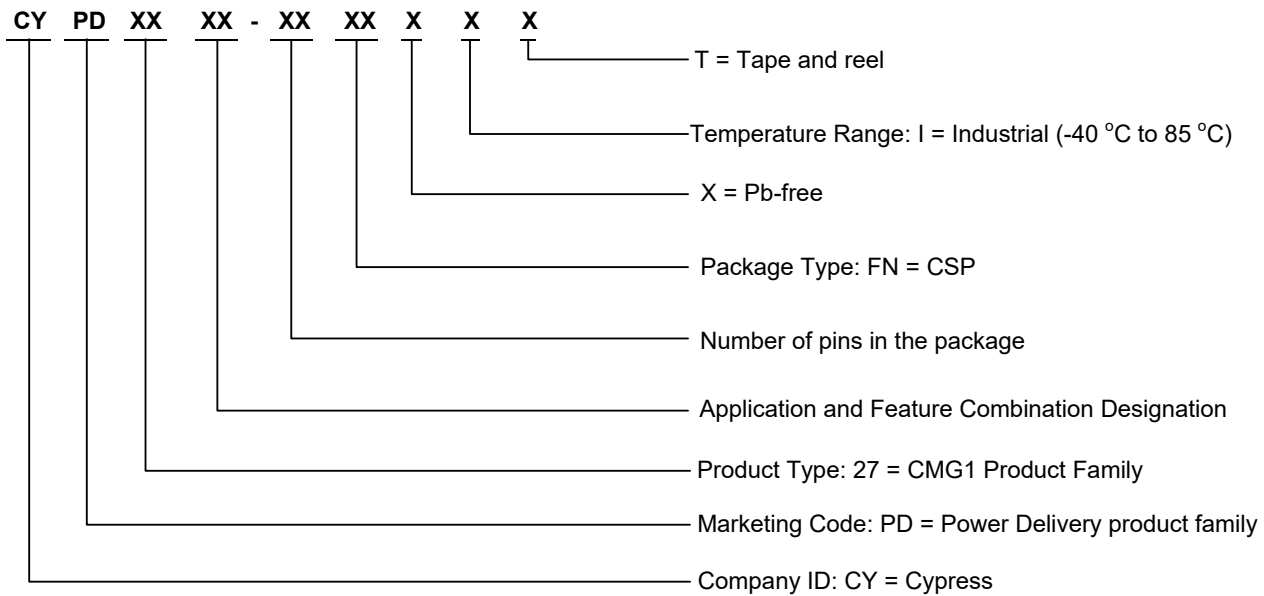 CY PD XX XX - XX XX X X X
T = Tape and reel
Temperature Range: I = Industrial (-40 °C to 85 °C)
X = Pb-free
Package Type: FN = CSP
Number of pins in the package
Application and Feature Combination Designation
Product Type: 27 = CMG1 Product Family
Marketing Code: PD = Power Delivery product family
Company ID: CY = Cypress